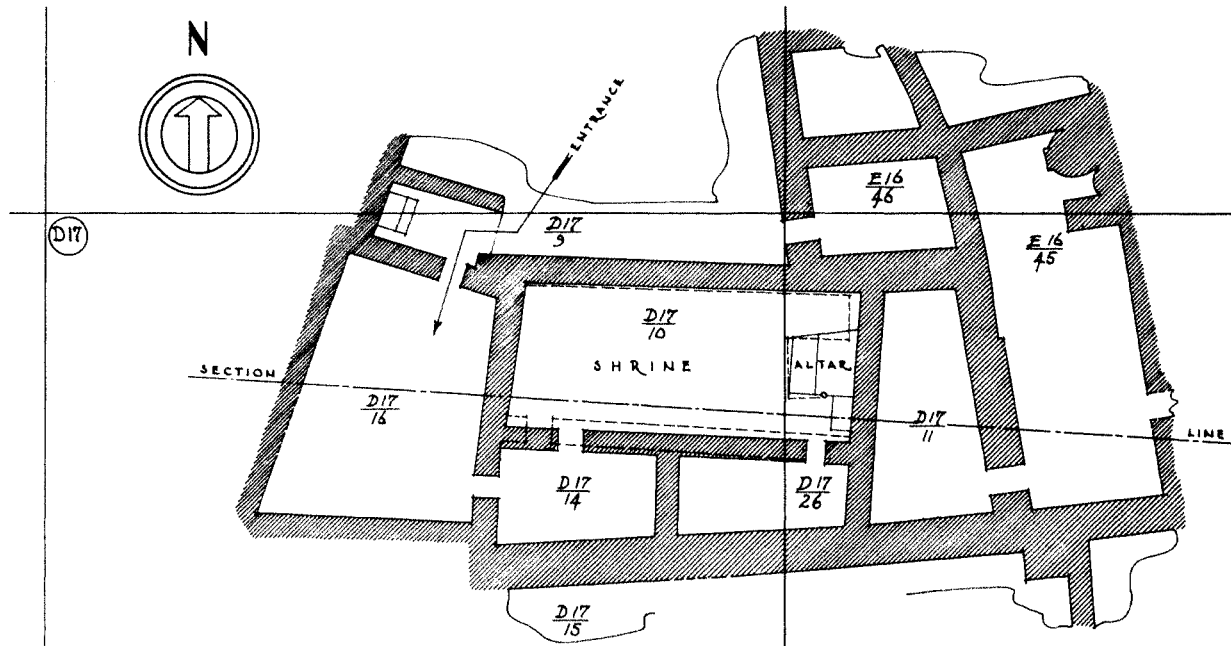 N
ENTRANCE
D17
D17
9
E16
46
E16
45
D17
10
SHRINE
ALTAR
SECTION
D17
16
D17
11
LINE
D17
14
D17
26
D17
15